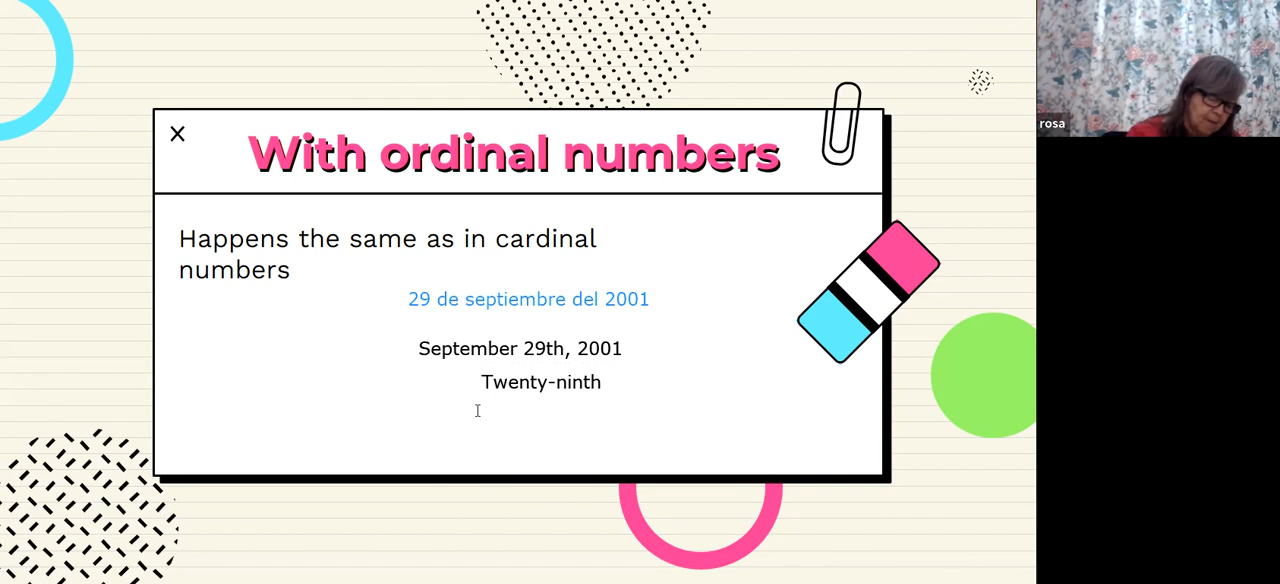 With ordinal numbers
Happens the same as in cardinal
numbers
29 de septiembre del 2001
September 29th, 2001
Twenty-ninth
rosa